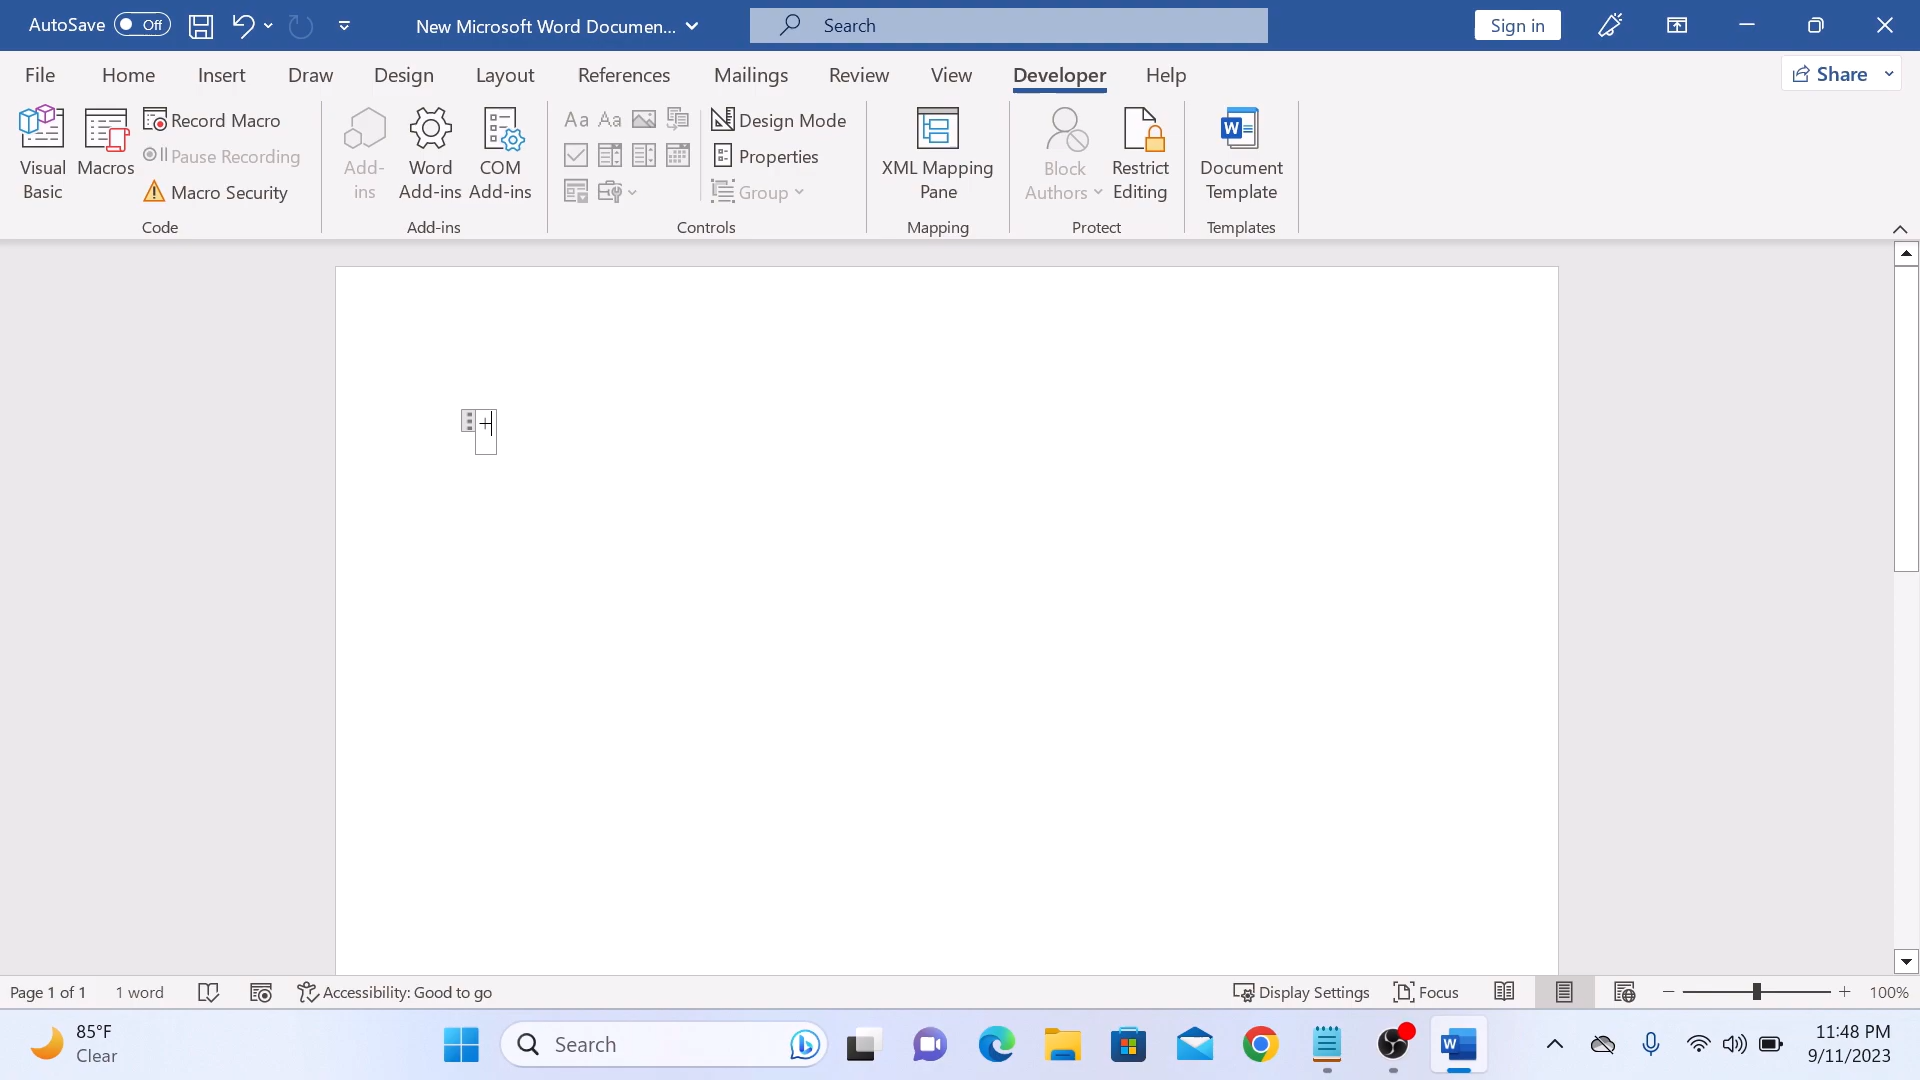 AutoSave Off New Microsoft Word Documen... Search Sign in
File Home Insert Draw Design Layout References Mailings Review View Developer Help Share
Visual Basic
Macros
Record Macro
Pause Recording
Macro Security
Code
Add-ins
Word Add-ins
COM Add-ins
Add-ins
Aa Aa
Design Mode
Properties
Group
Controls
XML Mapping Pane
Mapping
Block Authors
Restrict Editing
Protect
Document Template
Templates
+
Page 1 of 1 1 word Accessibility: Good to go Display Settings Focus 100%
85°F
Clear
Search
11:48 PM
9/11/2023